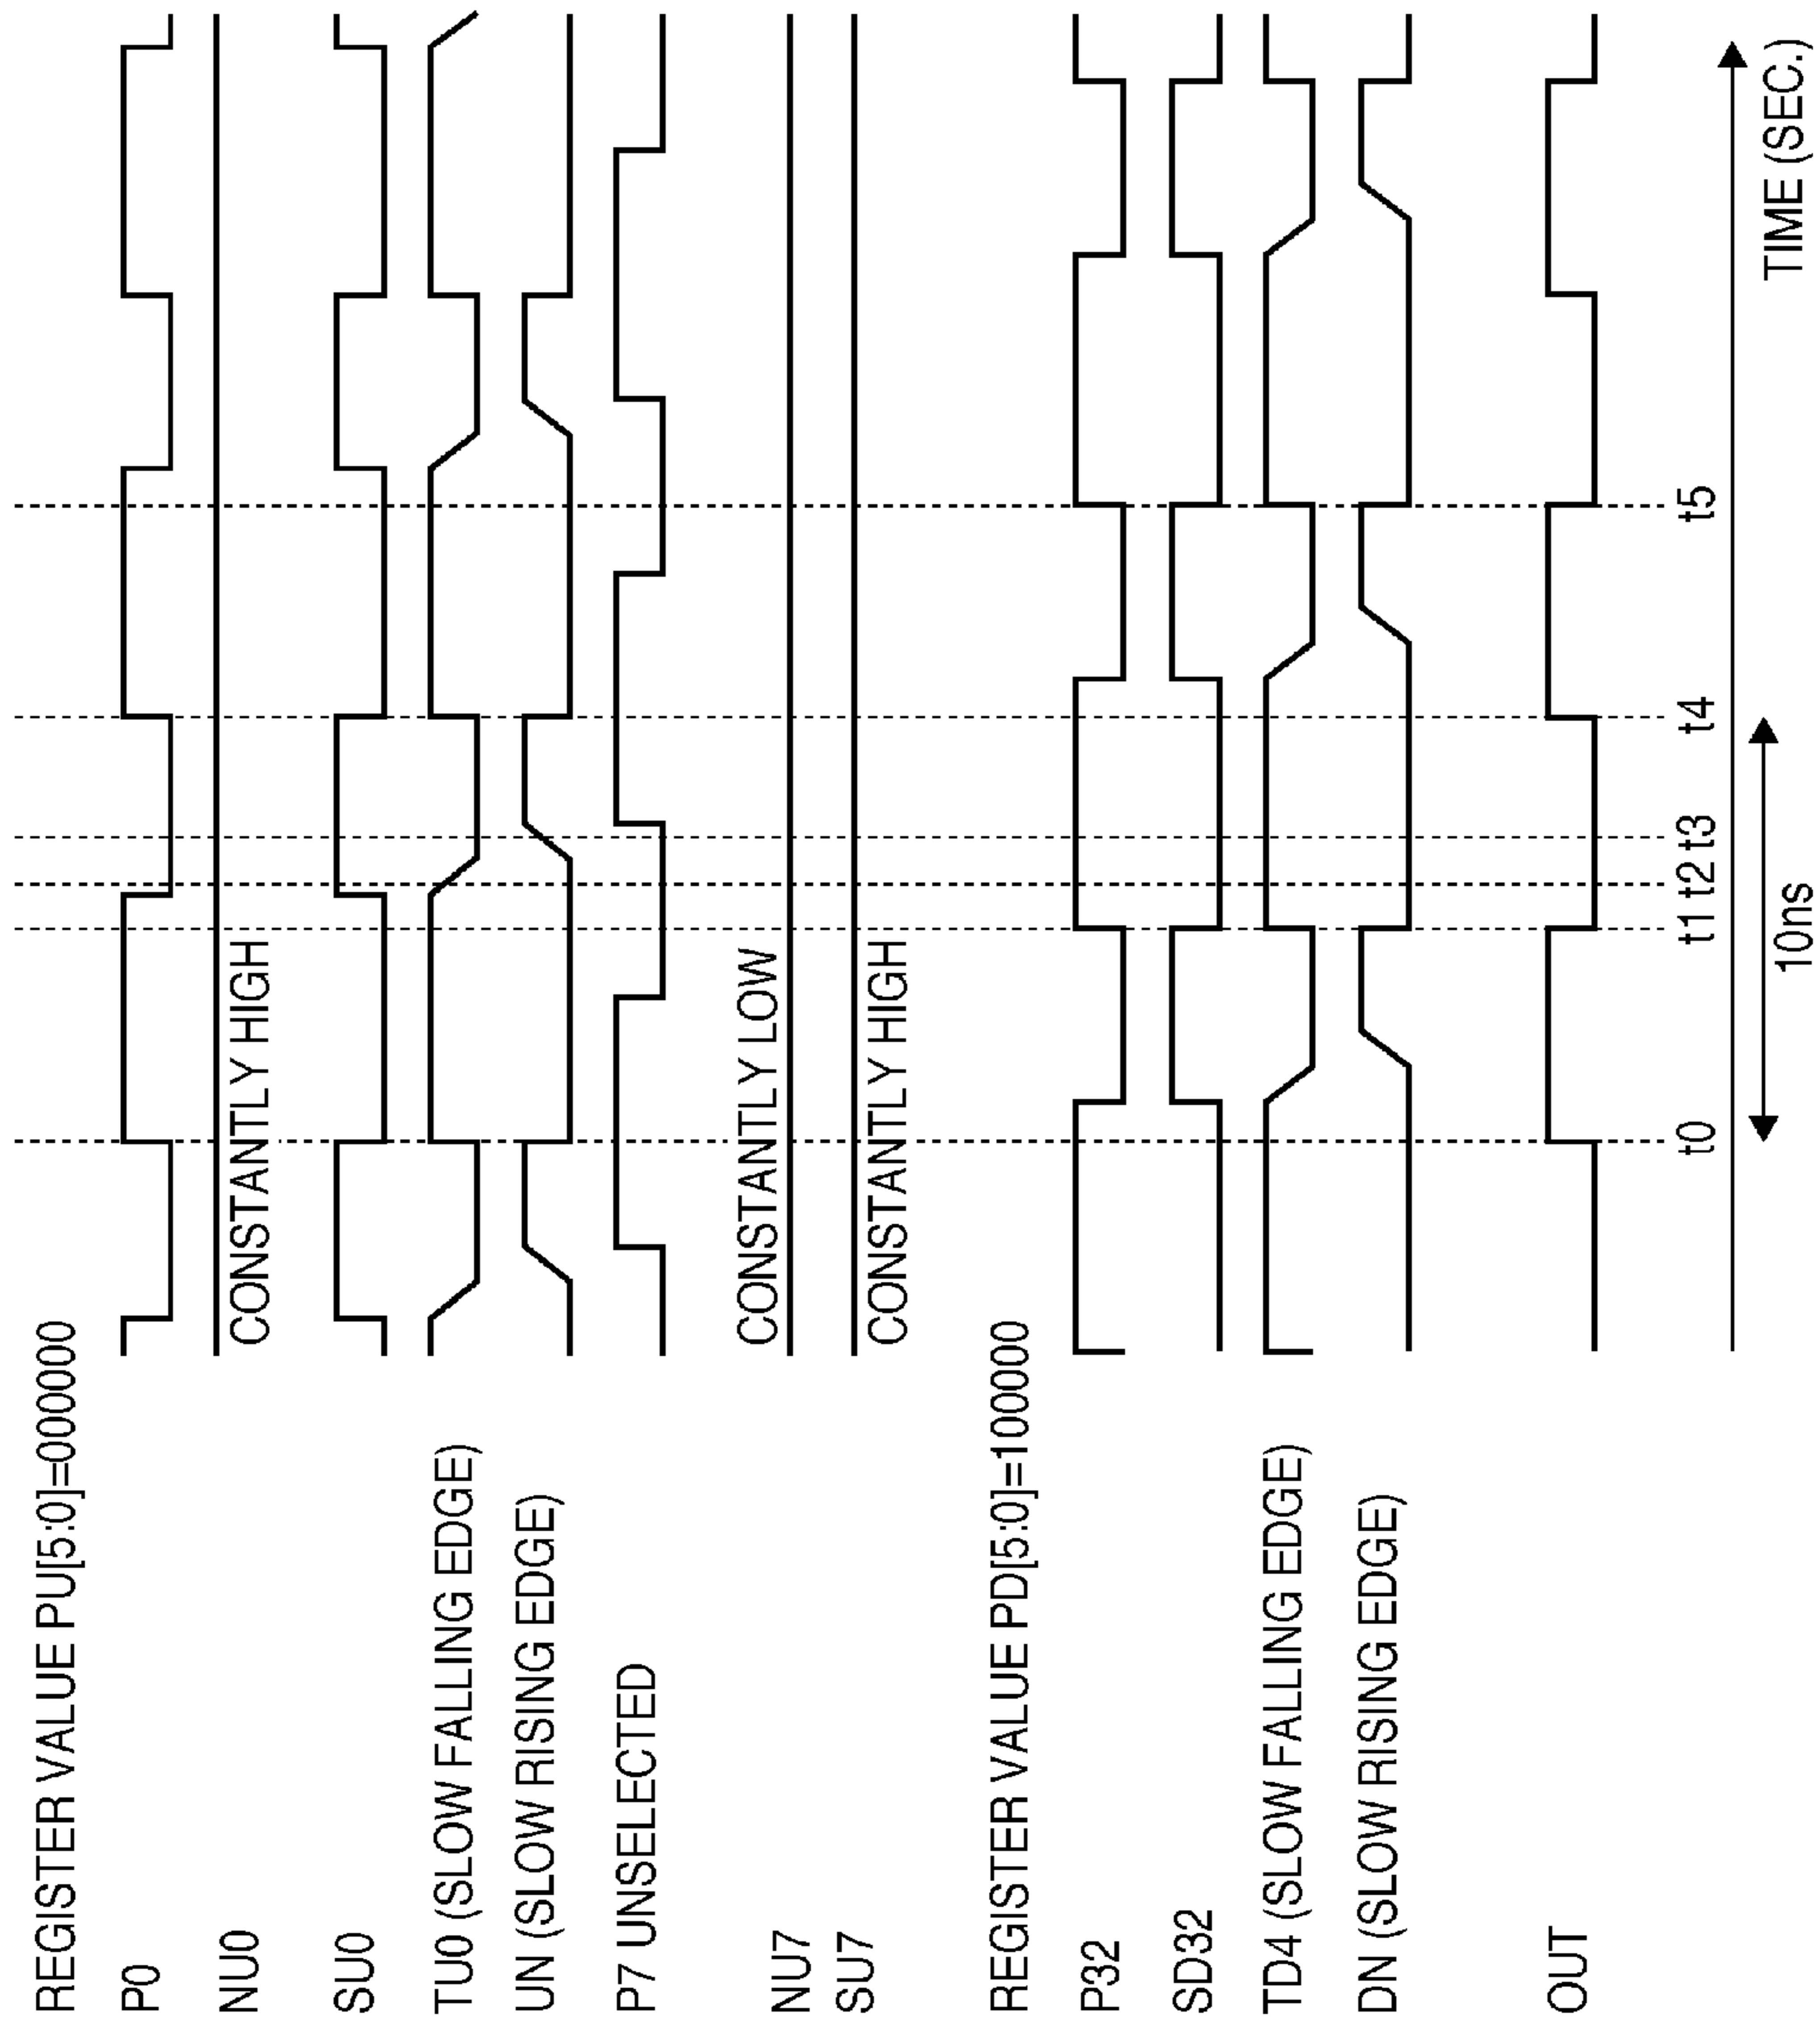 REGISTER VALUE PU[5:0]=000000
P0
NU0
CONSTANTLY HIGH
SU0
TU0 (SLOW FALLING EDGE)
UN (SLOW RISING EDGE)
P7 UNSELECTED
CONSTANTLY LOW
NU7
SU7
CONSTANTLY HIGH
REGISTER VALUE PD[5:0]=100000
P32
SD32
TD4 (SLOW FALLING EDGE)
DN (SLOW RISING EDGE)
OUT
t0 t1 t2 t3 t4 t5
10ns
TIME (SEC.)